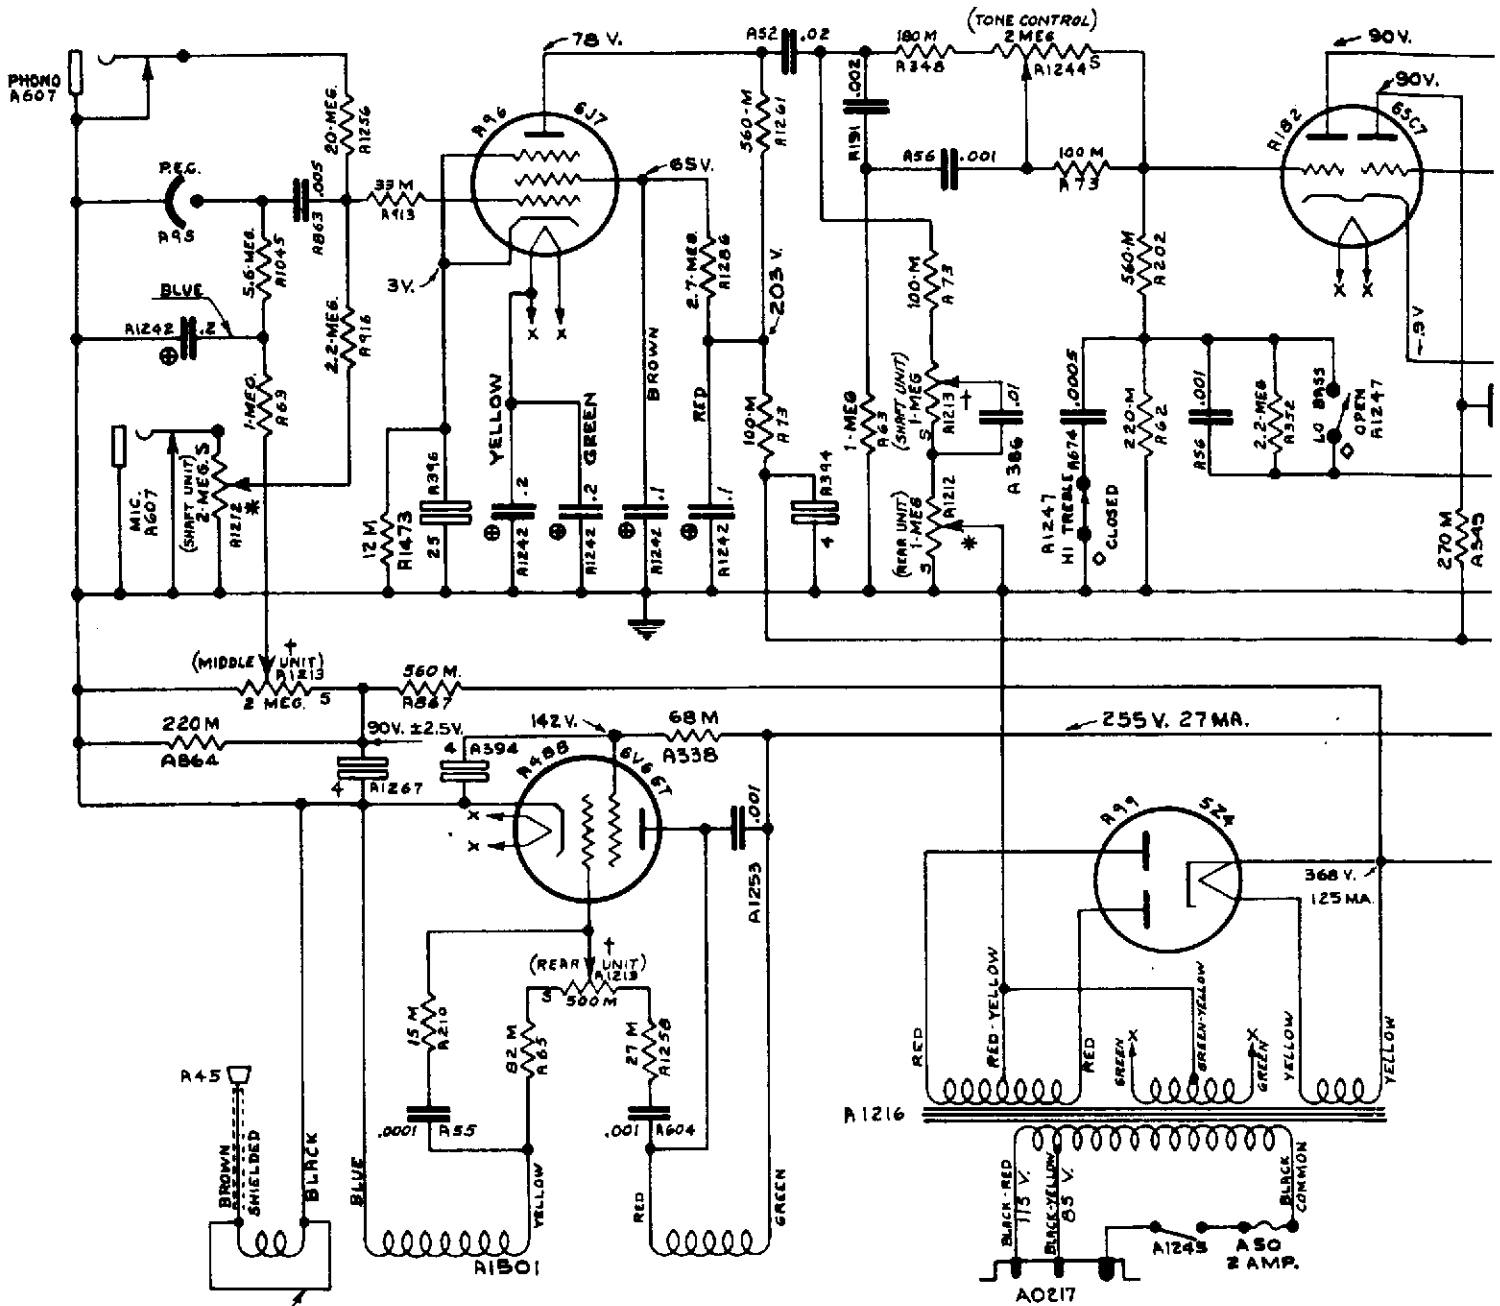 PHONO
A607
20-MEG.
A1256
P.E.C.
A95
.005
A863
33 M
A913
5.6-MEG.
A1045
BLUE
A1242
.2
⊕
2.2-MEG.
A916
1-MEG.
A63
MIC.
A607
(SHAFT UNIT)
2-MEG. S
A1212
*
78 V.
A96
6J7
65V.
3V.
X X
YELLOW
GREEN
BROWN
RED
12 M
A1473
A396
25
.2
⊕
A1242
.2
⊕
A1242
.1
⊕
A1242
.1
⊕
A1242
A52
.02
560-M
A1261
2.7-MEG.
A1286
203 V.
100-M
A73
A394
4
.002
A191
180 M
A348
(TONE CONTROL)
2 MEG
A1244 S
A56
.001
100 M
A73
100-M
A73
1-MEG
A63
(SHAFT UNIT)
1-MEG
A1213
S
†
.01
A386
(REAR UNIT)
1-MEG
A1212
S
*
560-M
A202
.0005
A674
A1247
HI TREBLE
CLOSED
◇
220-M
A62
.001
A56
2.2-MEG
A352
LO BASS
OPEN
A1247
◇
90V.
90V.
A182
6SC7
X X
.9V
270 M
A349
(MIDDLE UNIT)
†
A1213
2 MEG. S
560 M.
A867
220 M
A864
90V. ±2.5V.
4
A1267
4 A394
142 V.
68 M
A338
255 V. 27 MA.
A488
6V6GT
X
X
.001
A1253
(REAR UNIT)
†
A1213
S
500 M
15 M
A210
82 M
A65
27 M
A1258
.0001
A55
.001
A604
A45
BROWN
SHIELDED
BLACK
BLUE
YELLOW
RED
GREEN
A1501
A99
5Z4
368 V.
125 MA.
RED
RED-YELLOW
RED
GREEN
X
GREEN-YELLOW
X
GREEN
YELLOW
YELLOW
A1216
BLACK-RED
115 V.
BLACK-YELLOW
85 V.
BLACK
COMMON
A1245
A50
2 AMP.
A0217